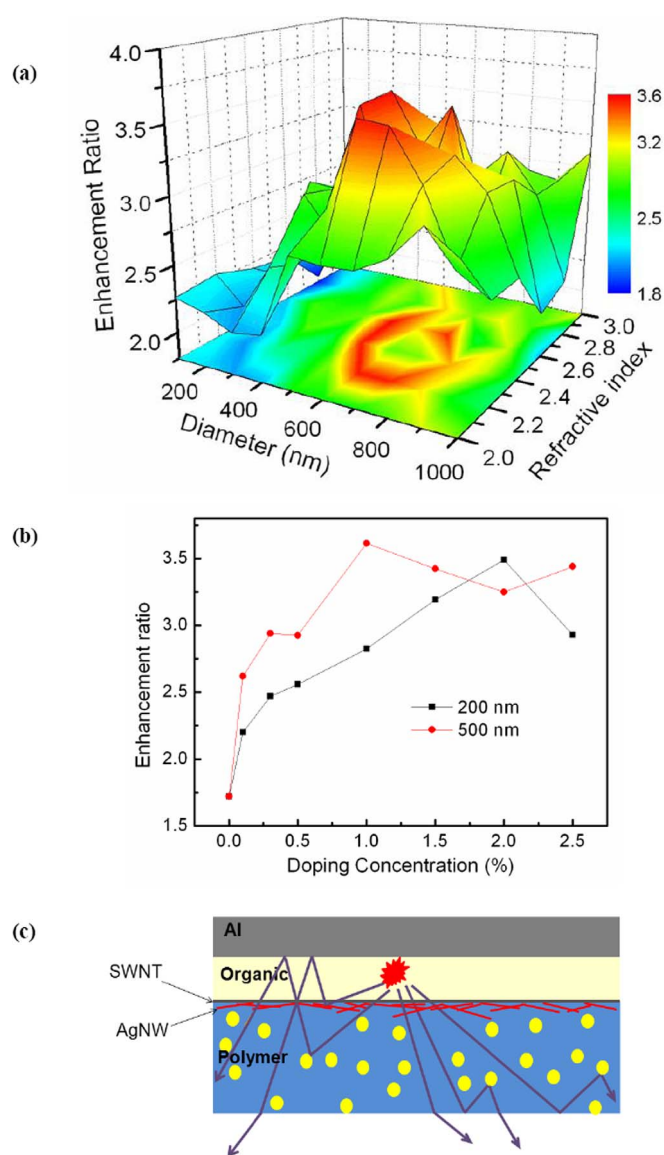 (a)
4.0
3.5
3.0
2.5
2.0
Enhancement Ratio
200
400
600
800
1000
Diameter (nm)
2.0
2.2
2.4
2.6
2.8
3.0
Refractive index
3.6
3.2
2.5
1.8
(b)
3.5
3.0
2.5
2.0
1.5
Enhancement ratio
200 nm
500 nm
0.0 0.5 1.0 1.5 2.0 2.5
Doping Concentration (%)
(c)
Al
Organic
SWNT
AgNW
Polymer